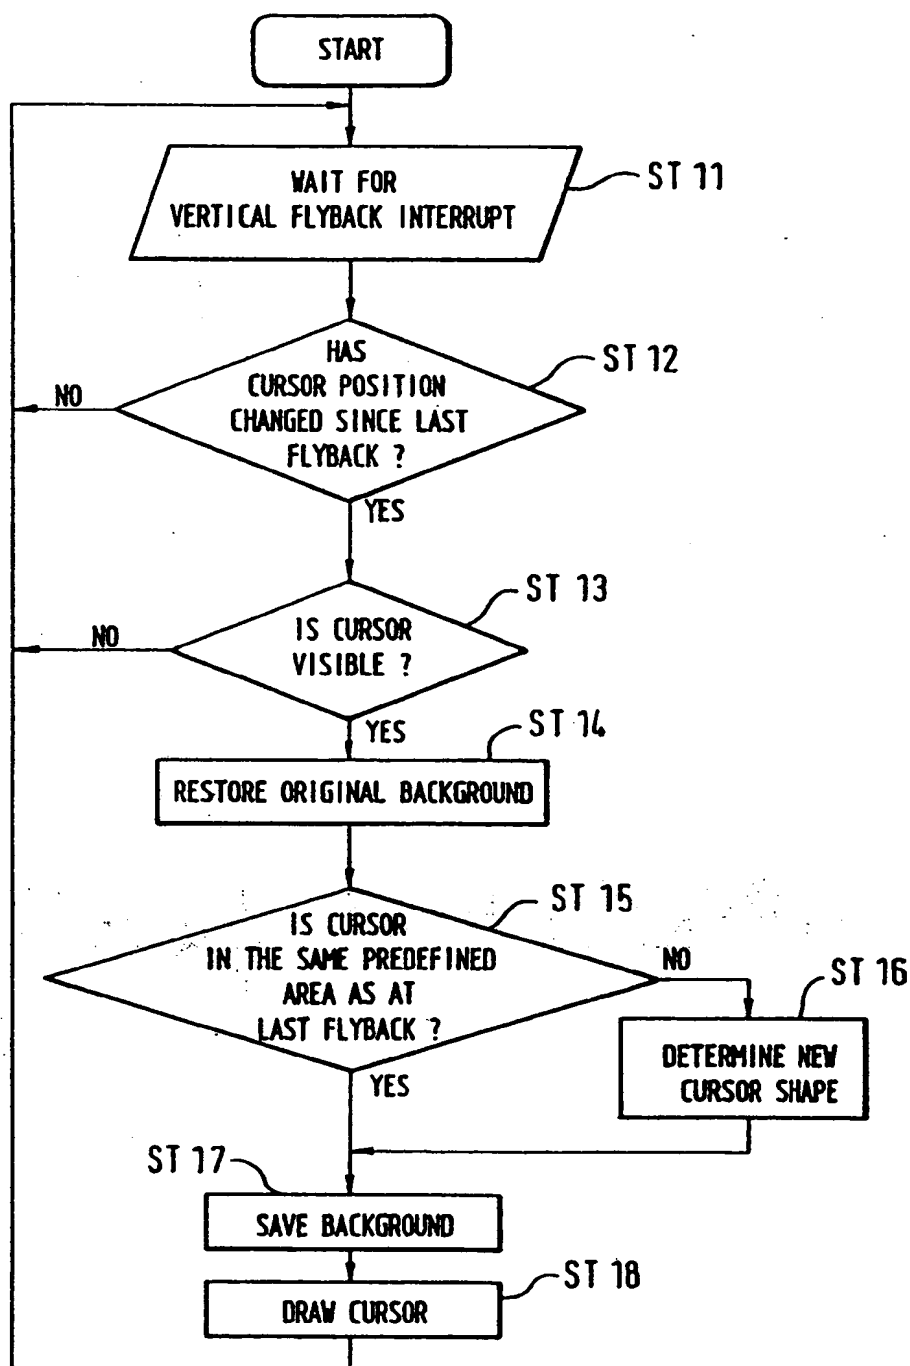 START
WAIT FOR
VERTICAL FLYBACK INTERRUPT
ST 11
HAS
CURSOR POSITION
CHANGED SINCE LAST
FLYBACK ?
ST 12
NO
YES
IS CURSOR
VISIBLE ?
ST 13
NO
YES
ST 14
RESTORE ORIGINAL BACKGROUND
IS CURSOR
IN THE SAME PREDEFINED
AREA AS AT
LAST FLYBACK ?
ST 15
NO
ST 16
DETERMINE NEW
CURSOR SHAPE
YES
ST 17
SAVE BACKGROUND
ST 18
DRAW CURSOR